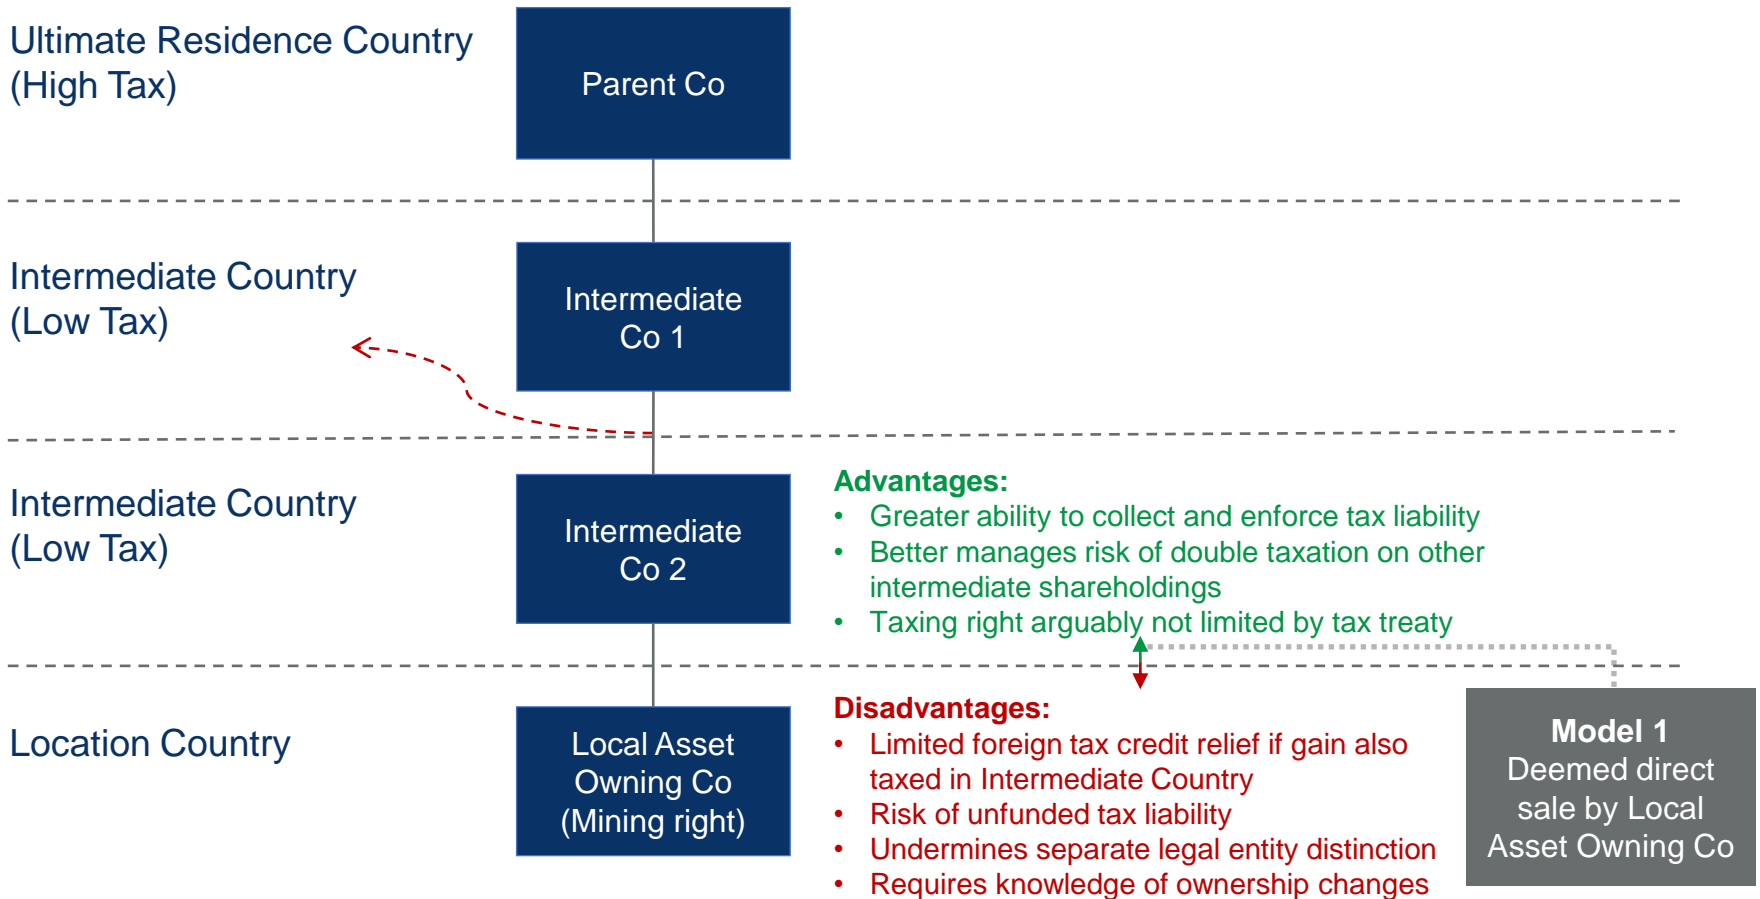 Ultimate Residence Country
(High Tax)
Parent Co
Intermediate Country
(Low Tax)
Intermediate
Co 1
Intermediate Country
(Low Tax)
Intermediate
Co 2
Advantages:
• Greater ability to collect and enforce tax liability
• Better manages risk of double taxation on other
intermediate shareholdings
• Taxing right arguably not limited by tax treaty
Location Country
Local Asset
Owning Co
(Mining right)
Disadvantages:
• Limited foreign tax credit relief if gain also
taxed in Intermediate Country
• Risk of unfunded tax liability
• Undermines separate legal entity distinction
• Requires knowledge of ownership changes
Model 1
Deemed direct
sale by Local
Asset Owning Co